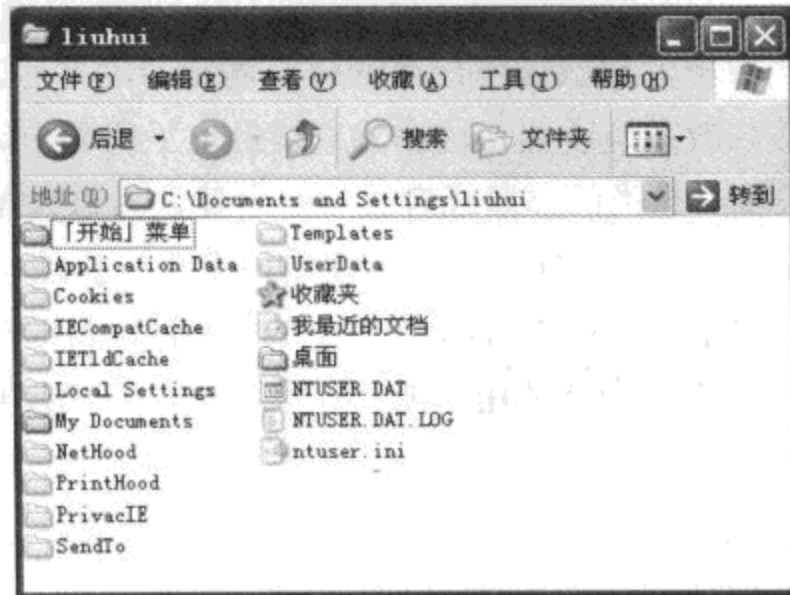 liuhui
文件(F) 编辑(E) 查看(V) 收藏(A) 工具(T) 帮助(H)
后退 搜索 文件夹
地址(D) C:\Documents and Settings\liuhui 转到
「开始」菜单
Application Data
Cookies
IECompatCache
IETldCache
Local Settings
My Documents
NetHood
PrintHood
PrivacIE
SendTo
Templates
UserData
收藏夹
我最近的文档
桌面
NTUSER.DAT
NTUSER.DAT.LOG
ntuser.ini